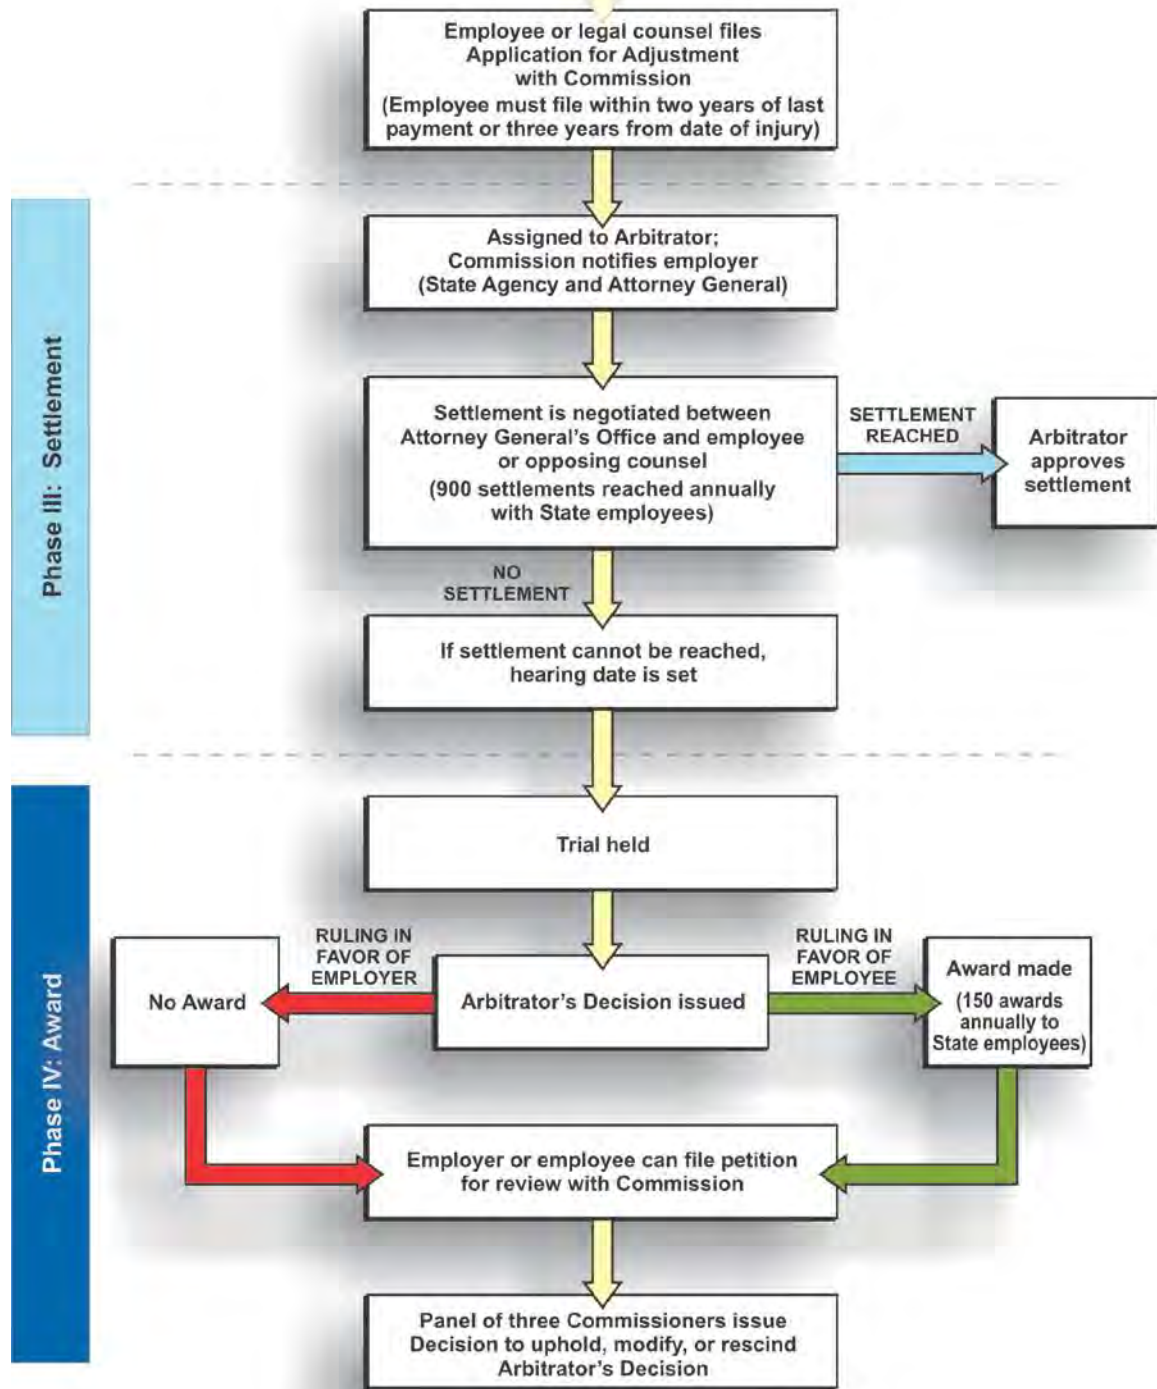 Employee or legal counsel files
Application for Adjustment
with Commission
(Employee must file within two years of last
payment or three years from date of injury)
Phase III: Settlement
Assigned to Arbitrator;
Commission notifies employer
(State Agency and Attorney General)
Settlement is negotiated between
Attorney General's Office and employee
or opposing counsel
(900 settlements reached annually
with State employees)
SETTLEMENT
REACHED
Arbitrator
approves
settlement
NO
SETTLEMENT
If settlement cannot be reached,
hearing date is set
Phase IV: Award
Trial held
RULING IN
FAVOR OF
EMPLOYER
No Award
Arbitrator's Decision issued
RULING IN
FAVOR OF
EMPLOYEE
Award made
(150 awards
annually to
State employees)
Employer or employee can file petition
for review with Commission
Panel of three Commissioners issue
Decision to uphold, modify, or rescind
Arbitrator's Decision